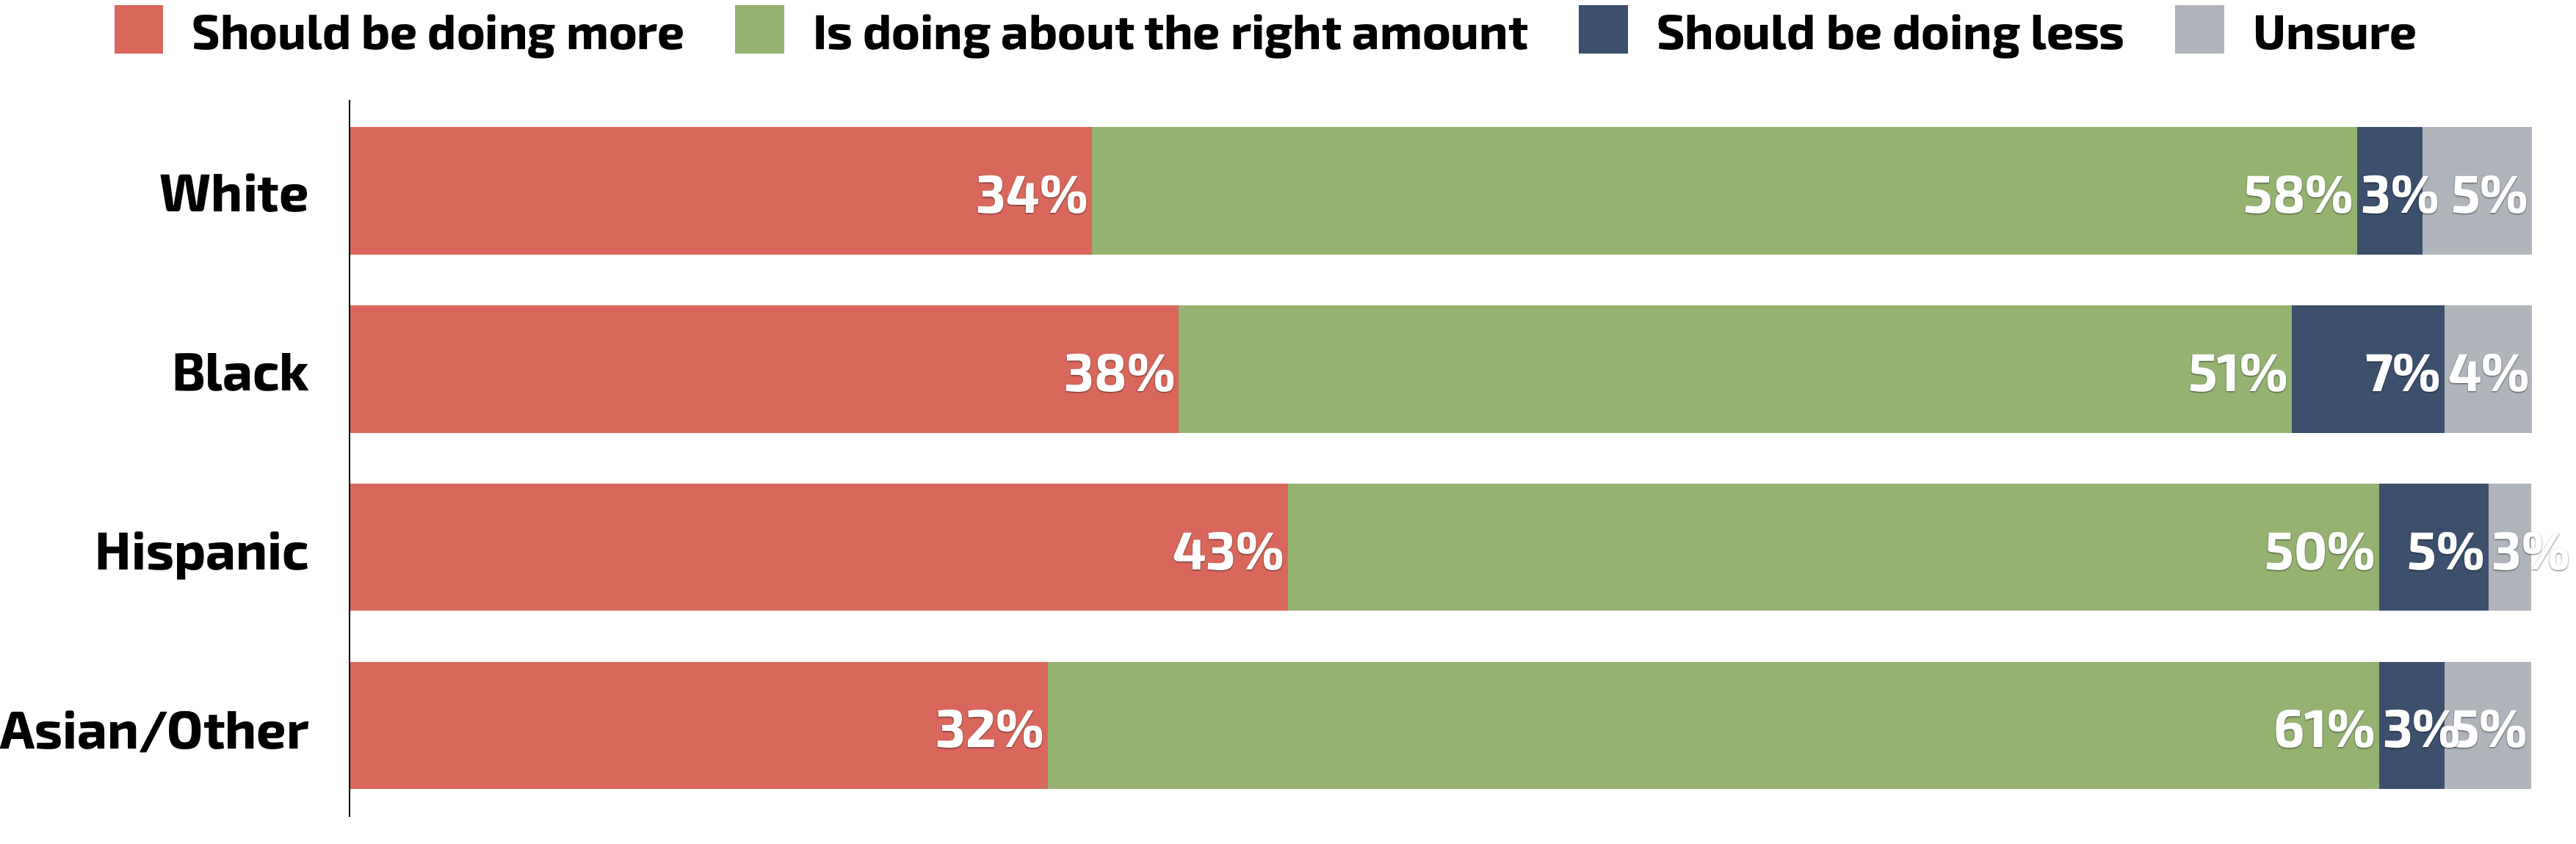 Should be doing more Is doing about the right amount Should be doing less Unsure
White 34% 58% 3% 5%
Black 38% 51% 7% 4%
Hispanic 43% 50% 5% 3%
Asian/Other 32% 61% 3% 5%